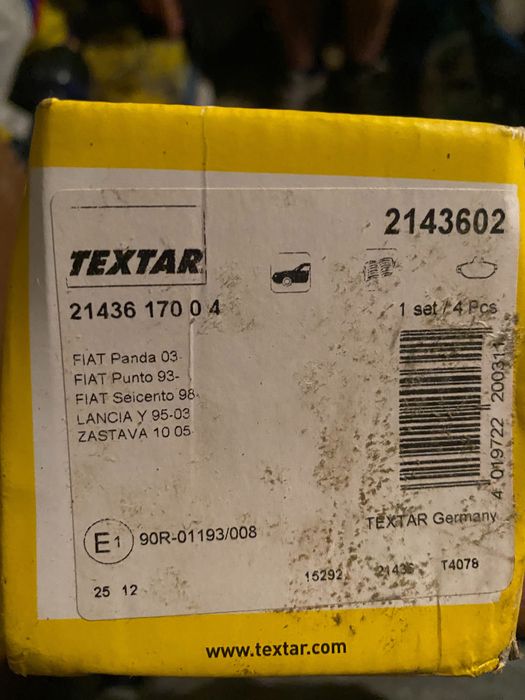 2143602
TEXTAR
21436 170 0 4
1 set / 4 Pcs
FIAT Panda 03-
FIAT Punto 93-
FIAT Seicento 98-
LANCIA Y 95-03
ZASTAVA 10 05-
4 019722 200311
TEXTAR Germany
E1 90R-01193/008
15292 21436 T4078
25 12
www.textar.com